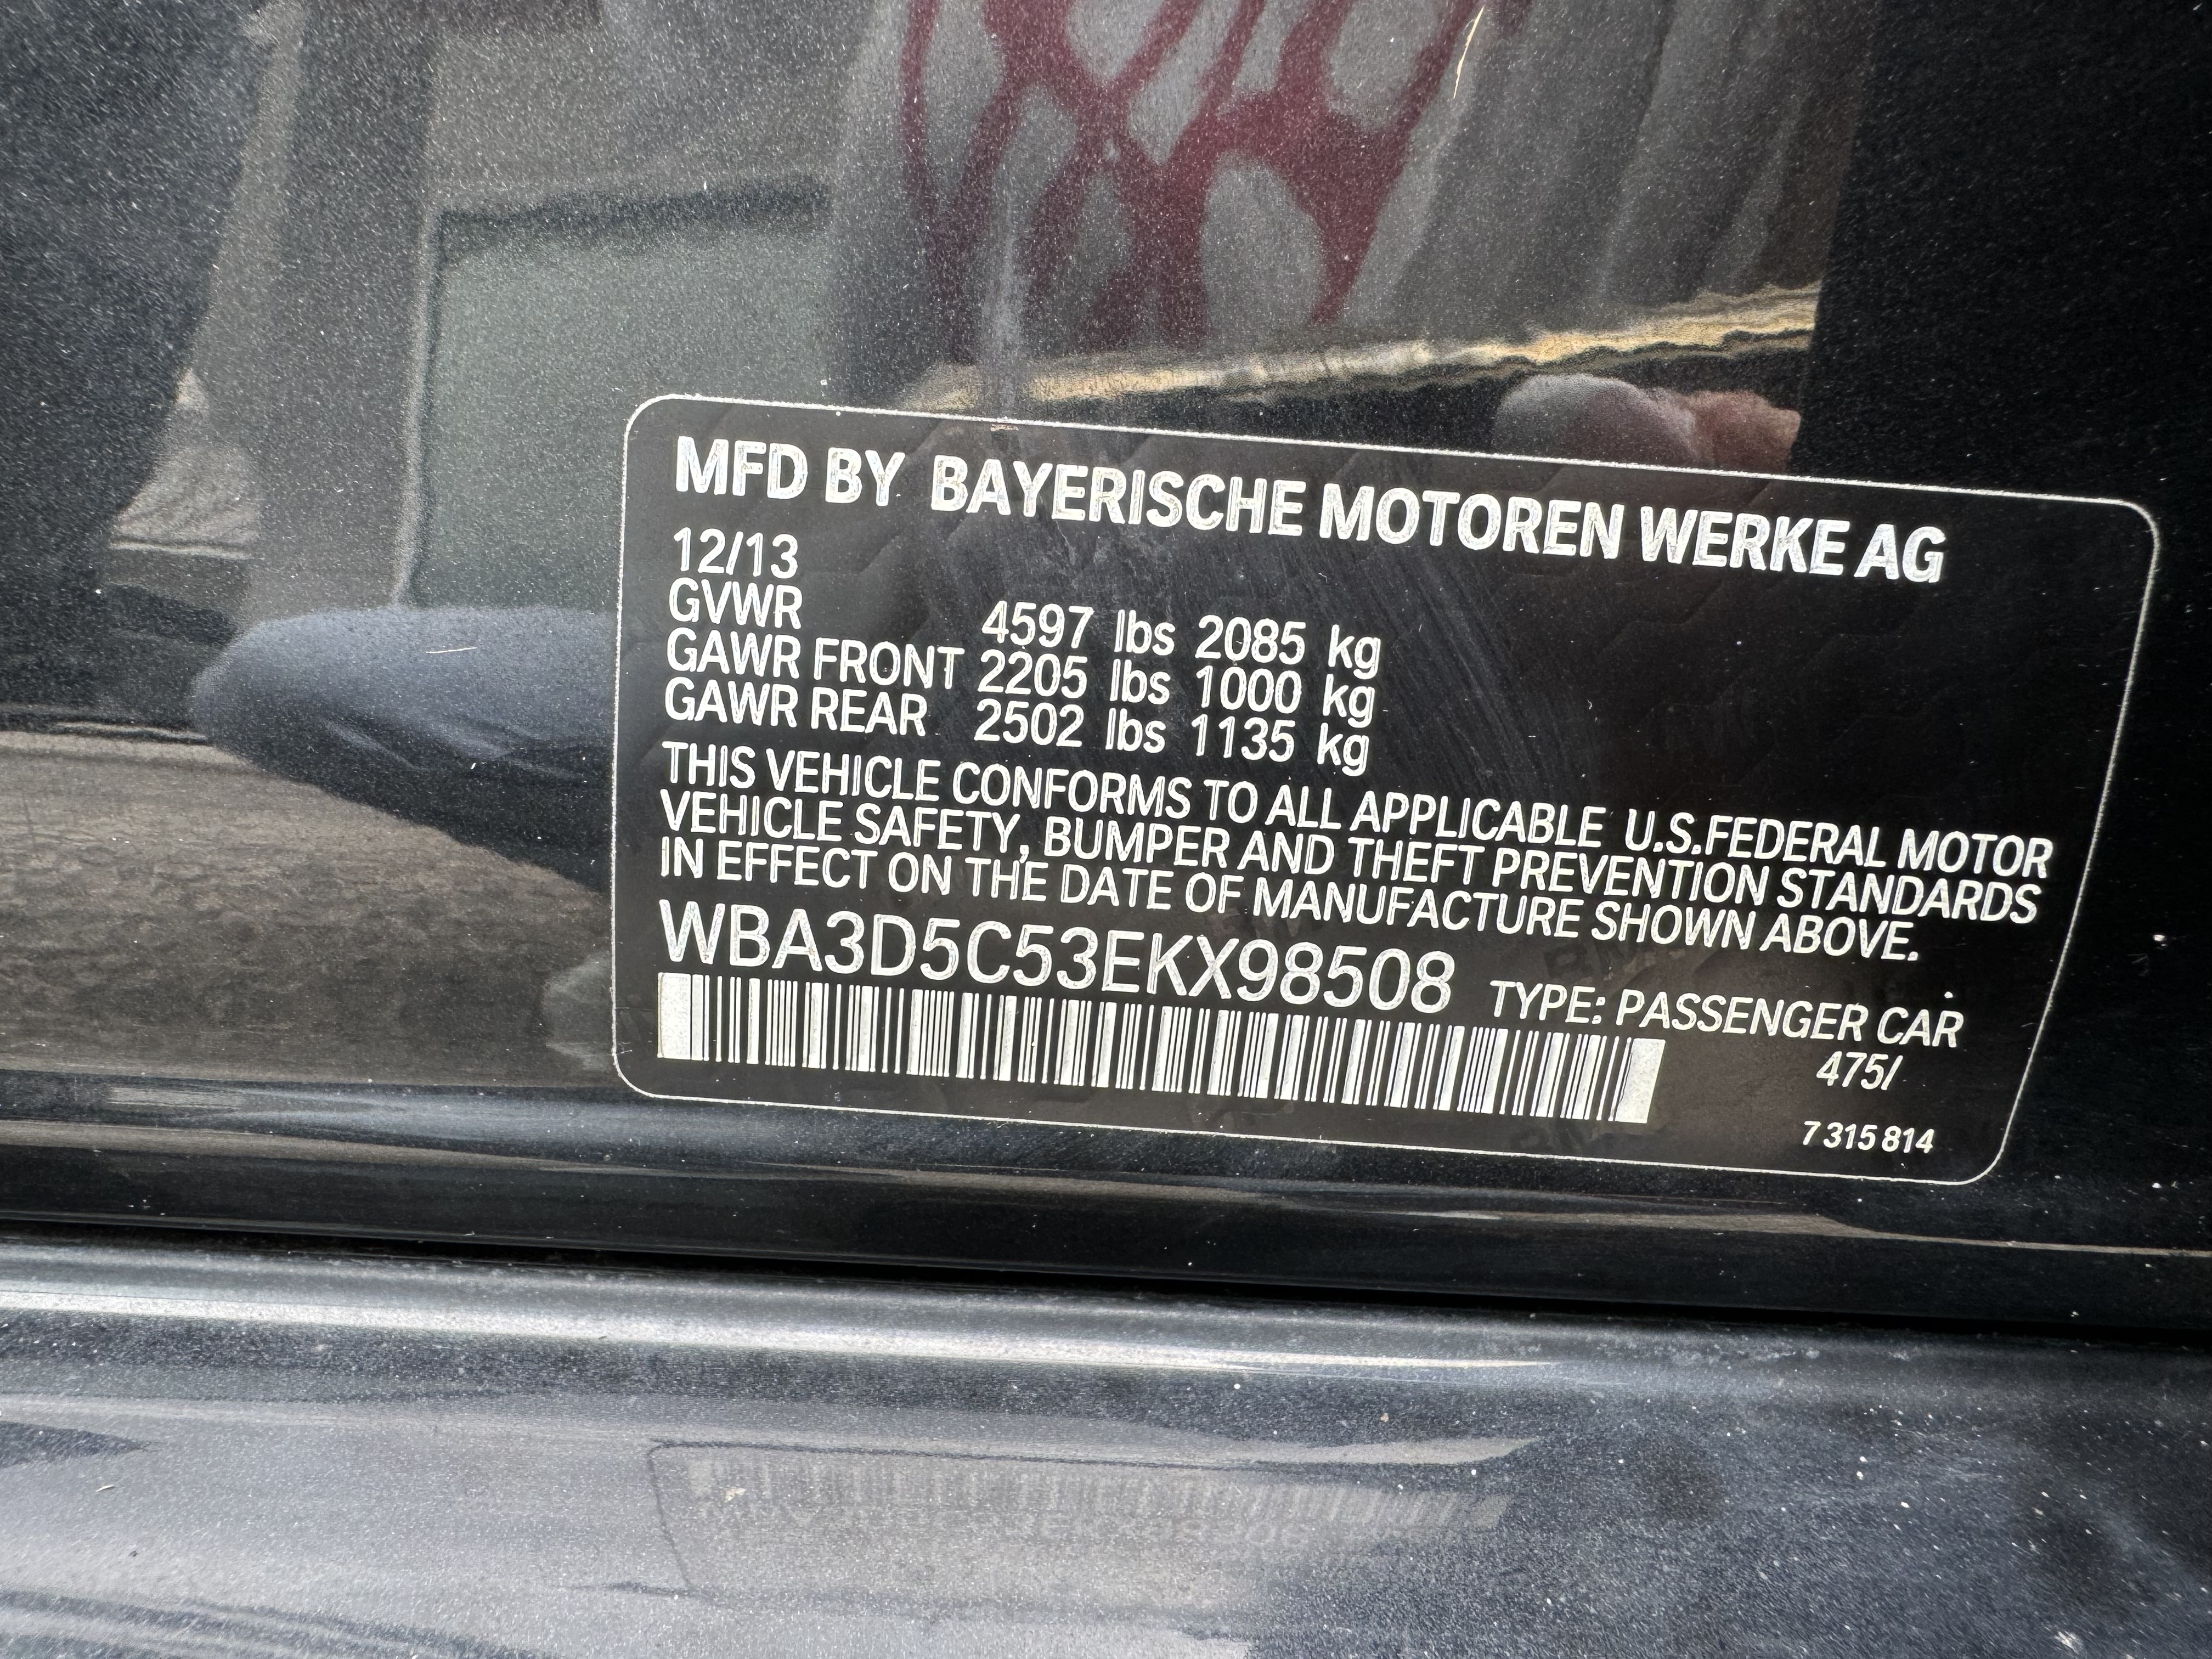 MFD BY BAYERISCHE MOTOREN WERKE AG
12/13
GVWR 4597 lbs 2085 kg
GAWR FRONT 2205 lbs 1000 kg
GAWR REAR 2502 lbs 1135 kg
THIS VEHICLE CONFORMS TO ALL APPLICABLE U.S.FEDERAL MOTOR
VEHICLE SAFETY, BUMPER AND THEFT PREVENTION STANDARDS
IN EFFECT ON THE DATE OF MANUFACTURE SHOWN ABOVE.
WBA3D5C53EKX98508 TYPE: PASSENGER CAR
475/
7 315 814